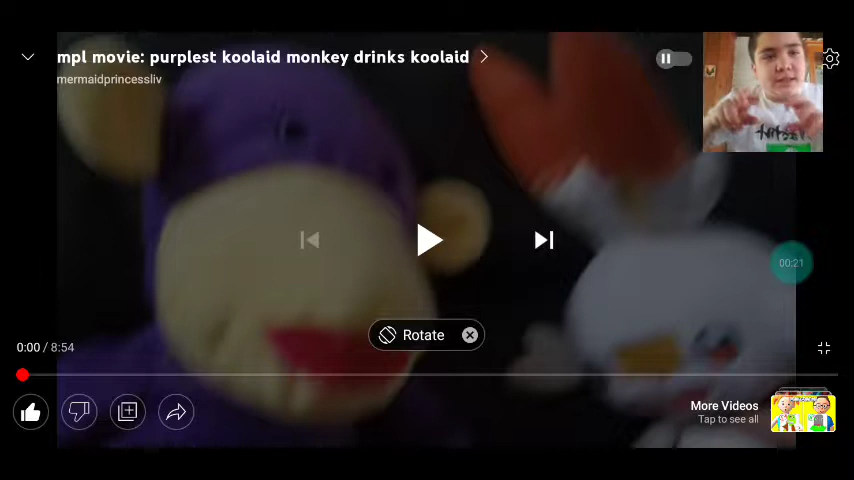 mpl movie: purplest koolaid monkey drinks koolaid
mermaidprincessliv
00:21
Rotate
0:00 / 8:54
More Videos
Tap to see all